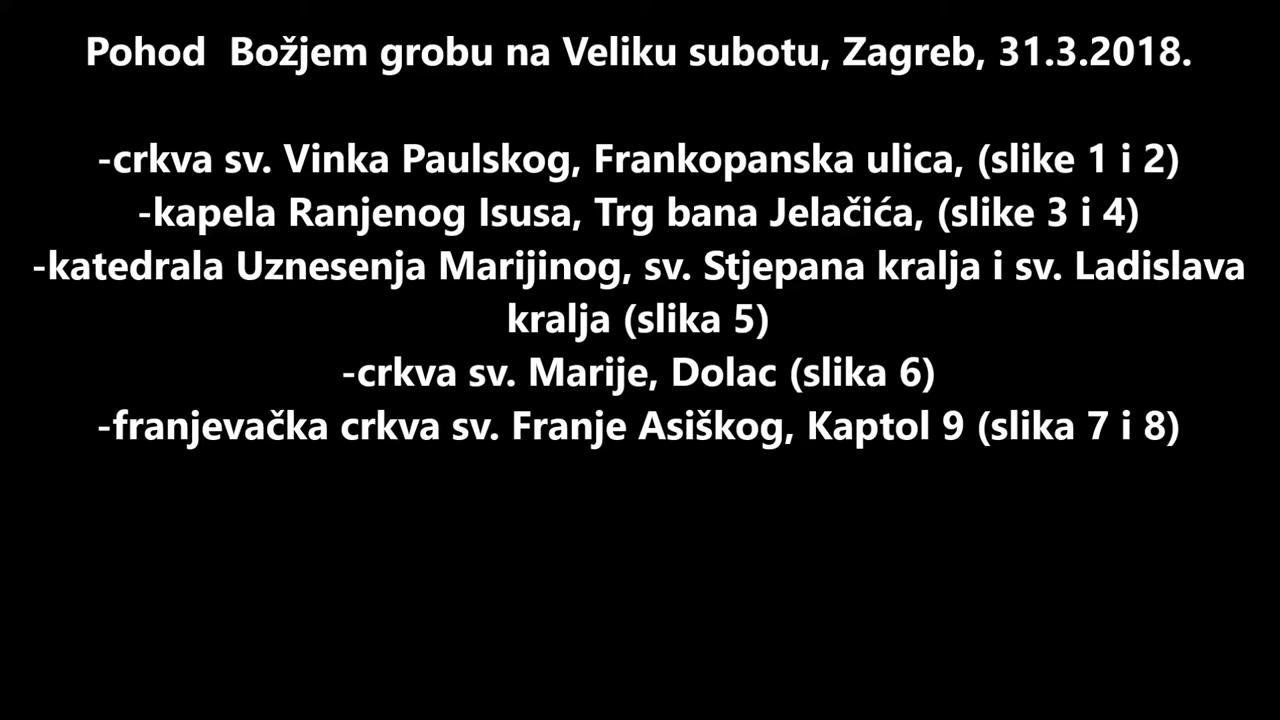 Pohod  Božjem grobu na Veliku subotu, Zagreb, 31.3.2018.
-crkva sv. Vinka Paulskog, Frankopanska ulica, (slike 1 i 2)
-kapela Ranjenog Isusa, Trg bana Jelačića, (slike 3 i 4)
-katedrala Uznesenja Marijinog, sv. Stjepana kralja i sv. Ladislava
kralja (slika 5)
-crkva sv. Marije, Dolac (slika 6)
-franjevačka crkva sv. Franje Asiškog, Kaptol 9 (slika 7 i 8)